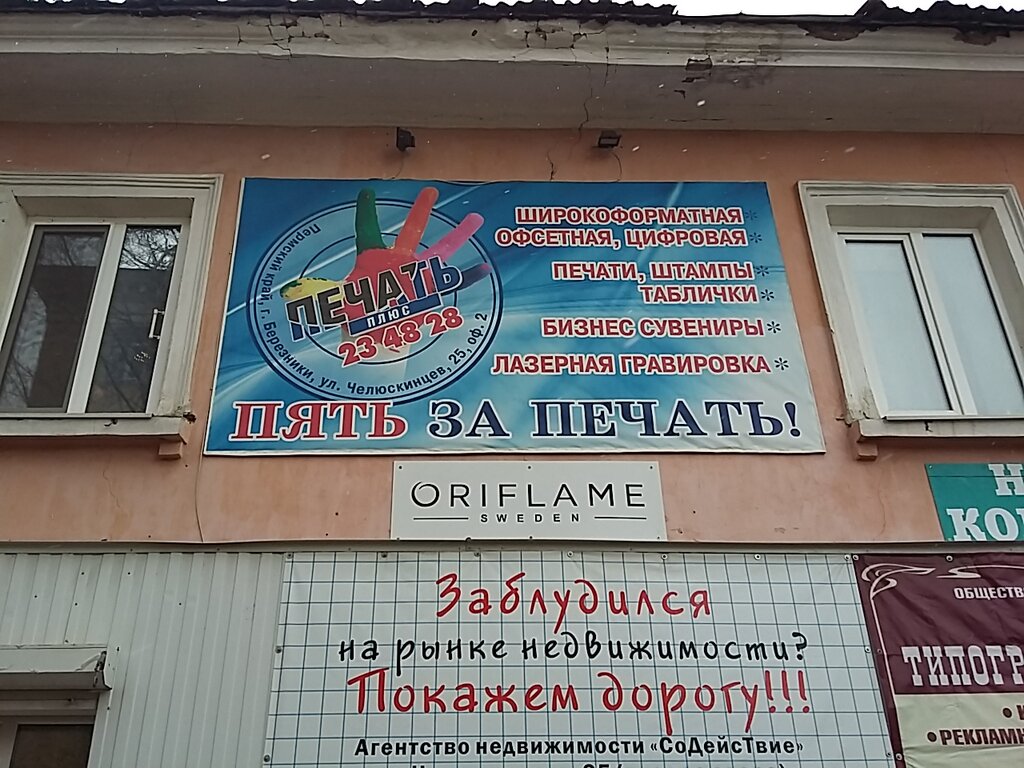 Пермский край, г. Березники, ул. Челюскинцев, 25, оф. 2
ПЕЧАТЬ
ПЛЮС
23 48 28
ШИРОКОФОРМАТНАЯ*
ОФСЕТНАЯ, ЦИФРОВАЯ*
ПЕЧАТИ, ШТАМПЫ*
ТАБЛИЧКИ*
БИЗНЕС СУВЕНИРЫ*
ЛАЗЕРНАЯ ГРАВИРОВКА*
ПЯТЬ ЗА ПЕЧАТЬ!
ORIFLAME
SWEDEN
Заблудился
на рынке недвижимости?
Покажем дорогу!!!
Агентство недвижимости «СоДейсТвие»